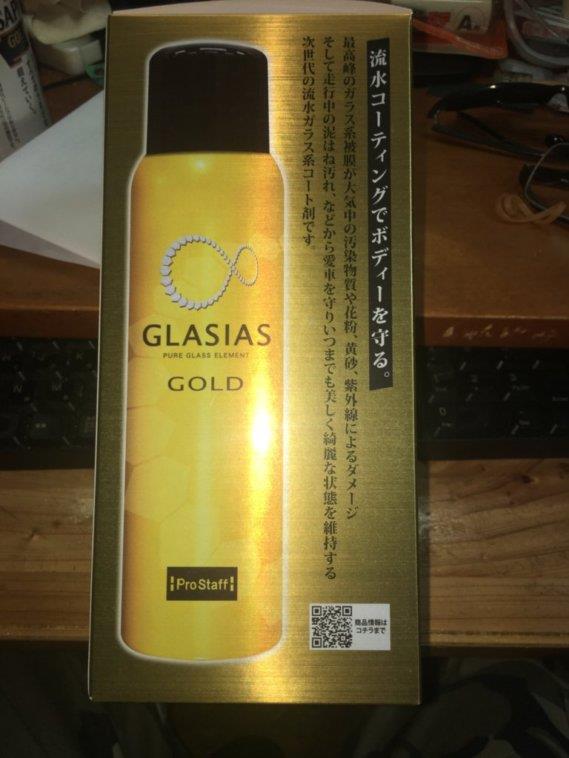 流水コーティングでボディーを守る。
最高峰のガラス系被膜が大気中の汚染物質や花粉、黄砂、紫外線によるダメージ
そして走行中の泥はね汚れ、などから愛車を守りいつまでも美しく綺麗な状態を維持する
次世代の流水ガラス系コート剤です。
GLASIAS
PURE GLASS ELEMENT
GOLD
ProStaff
商品情報は
コチラまで